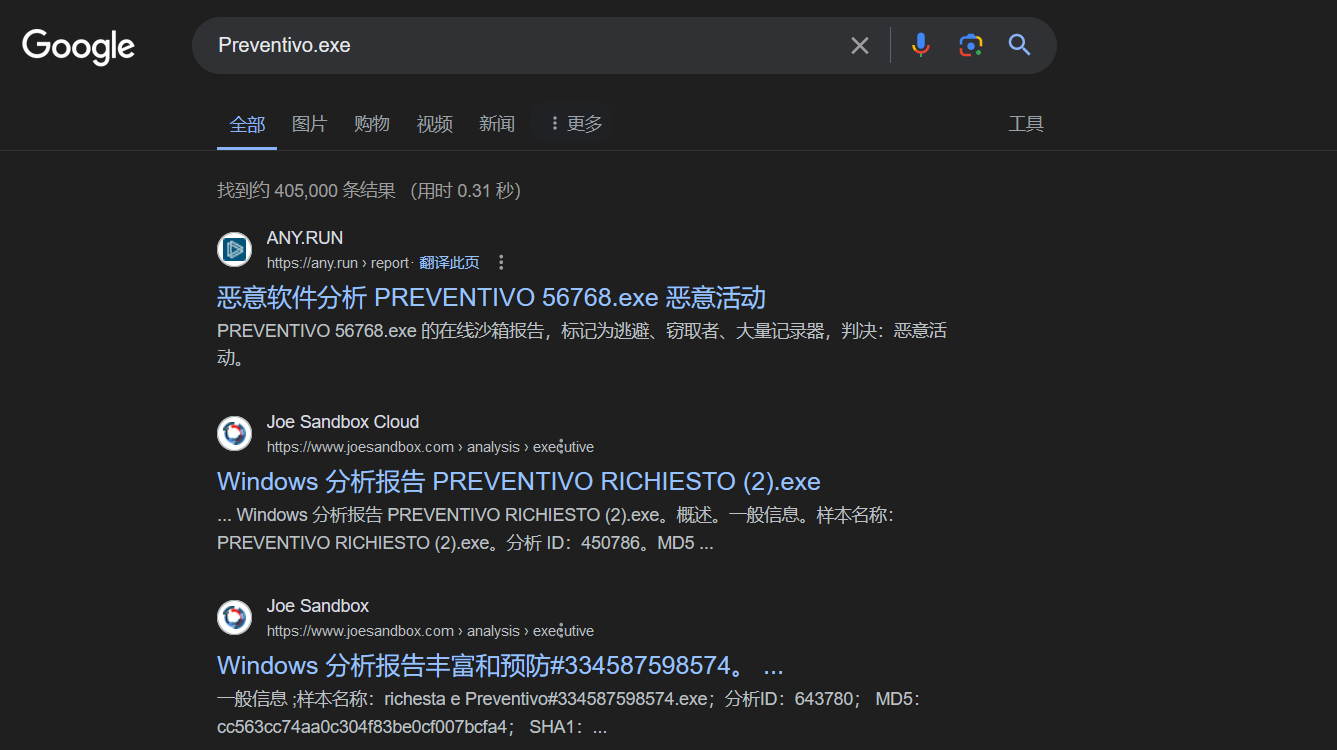 Google
Preventivo.exe
全部 图片 购物 视频 新闻 更多 工具
找到约 405,000 条结果 （用时 0.31 秒）
ANY.RUN
https://any.run › report · 翻译此页
恶意软件分析 PREVENTIVO 56768.exe 恶意活动
PREVENTIVO 56768.exe 的在线沙箱报告，标记为逃避、窃取者、大量记录器，判决：恶意活
动。
Joe Sandbox Cloud
https://www.joesandbox.com › analysis › executive
Windows 分析报告 PREVENTIVO RICHIESTO (2).exe
... Windows 分析报告 PREVENTIVO RICHIESTO (2).exe。概述。一般信息。样本名称：
PREVENTIVO RICHIESTO (2).exe。分析 ID：450786。MD5 ...
Joe Sandbox
https://www.joesandbox.com › analysis › executive
Windows 分析报告丰富和预防#334587598574。 ...
一般信息 ;样本名称：richesta e Preventivo#334587598574.exe；分析ID：643780； MD5：
cc563cc74aa0c304f83be0cf007bcfa4； SHA1：...